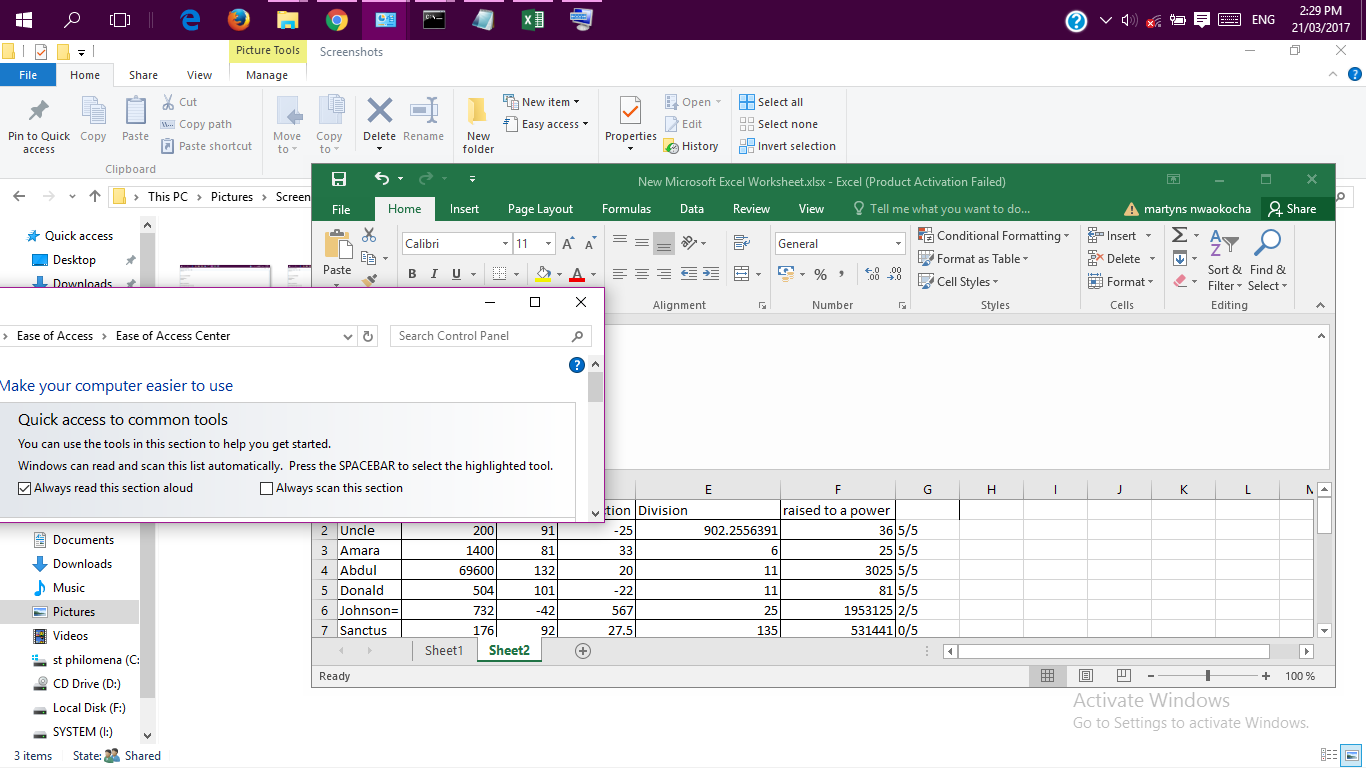 ENG
2:29 PM
21/03/2017
Picture Tools
Screenshots
File Home Share View Manage
Pin to Quick access
Copy
Paste
Cut
Copy path
Paste shortcut
Clipboard
Move to
Copy to
Delete
Rename
New folder
New item
Easy access
Properties
Open
Edit
History
Select all
Select none
Invert selection
This PC > Pictures > Screen
Quick access
Desktop
Downloads
New Microsoft Excel Worksheet.xlsx - Excel (Product Activation Failed)
File Home Insert Page Layout Formulas Data Review View Tell me what you want to do... martyns nwaokocha Share
Paste
Calibri 11
B I U
General
Conditional Formatting
Format as Table
Cell Styles
Insert
Delete
Format
Sort & Filter
Find & Select
Alignment Number Styles Cells Editing
Ease of Access > Ease of Access Center
Search Control Panel
Make your computer easier to use
Quick access to common tools
You can use the tools in this section to help you get started.
Windows can read and scan this list automatically. Press the SPACEBAR to select the highlighted tool.
Always read this section aloud Always scan this section
E F G H I J K L M
ction Division raised to a power
2 Uncle 200 91 -25 902.2556391 36 5/5
3 Amara 1400 81 33 6 25 5/5
4 Abdul 69600 132 20 11 3025 5/5
5 Donald 504 101 -22 11 81 5/5
6 Johnson= 732 -42 567 25 1953125 2/5
7 Sanctus 176 92 27.5 135 531441 0/5
Sheet1 Sheet2
Ready
100 %
Documents
Downloads
Music
Pictures
Videos
st philomena (C:
CD Drive (D:)
Local Disk (F:)
SYSTEM (I:)
Activate Windows
Go to Settings to activate Windows.
3 items State: Shared